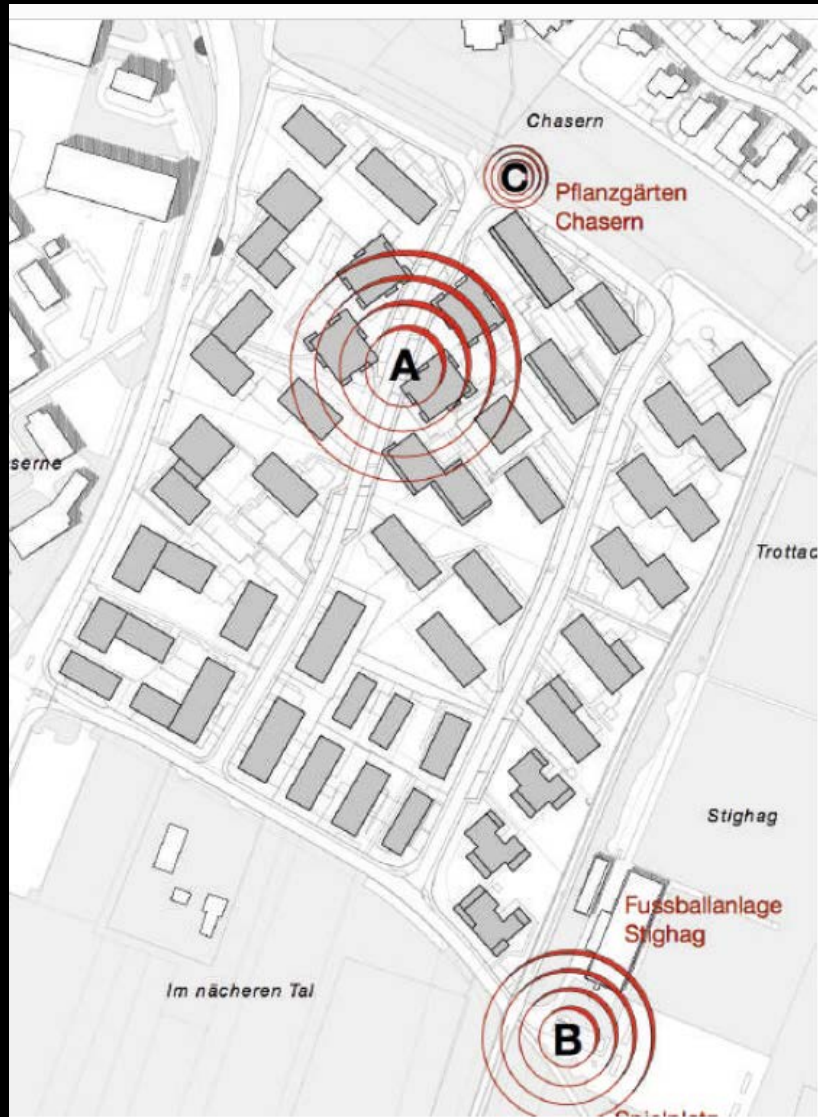 Chasern
C
Pflanzgärten
Chasern
A
serne
Trottac
Stighag
Fussballanlage
Stighag
Im nächeren Tal
B